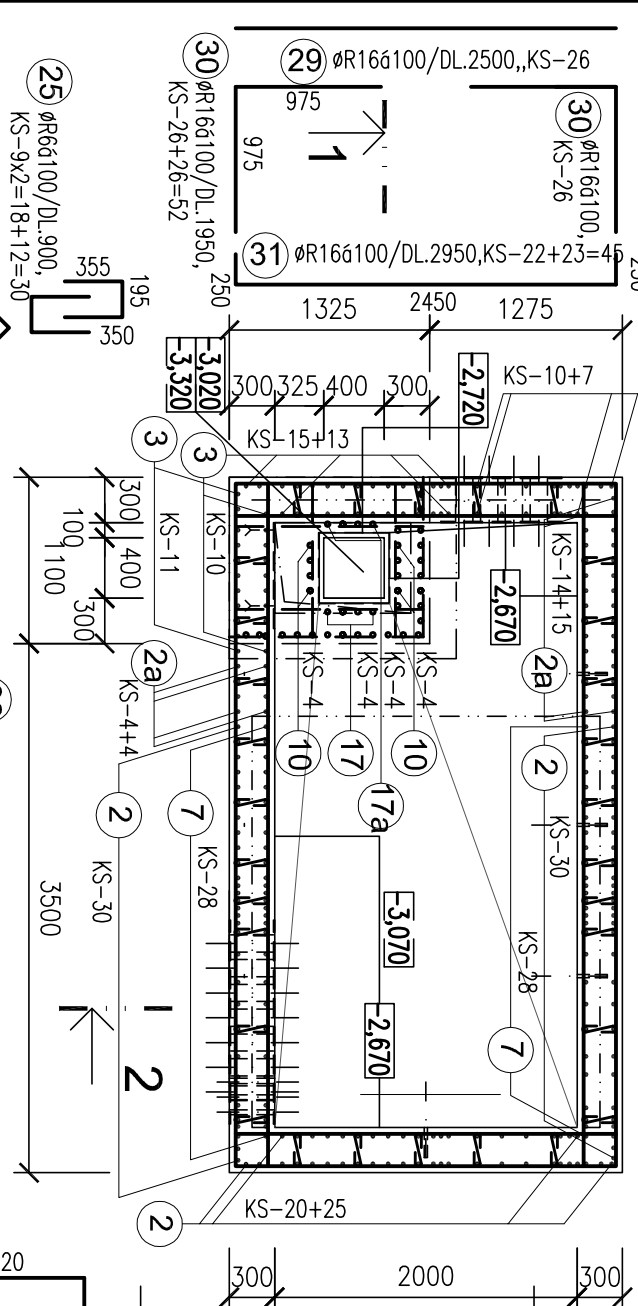 29 øR16á100/DL.2500,,KS-26
975
30 øR16á100/DL.1950,
KS-26+26=52
30 øR16á100,
KS-26
1
975
25 øR6á100/DL.900,
KS-9x2=18+12=30
31 øR16á100/DL.2950,KS-22+23=45
250
355
195
350
1325
2450
1275
-3,020
-3,320
300
325
400
300
-2,720
KS-10+7
3
3
KS-15+13
300
100
400
1100
300
KS-11
KS-10
KS-14+15
-2,670
2a
KS-4+4
KS-4
KS-4
KS-4
KS-4
2a
10
17
10
17a
2
2
7
KS-30
KS-28
KS-30
3500
-3,070
KS-28
-2,670
7
2
2
KS-20+25
20
300
2000
300